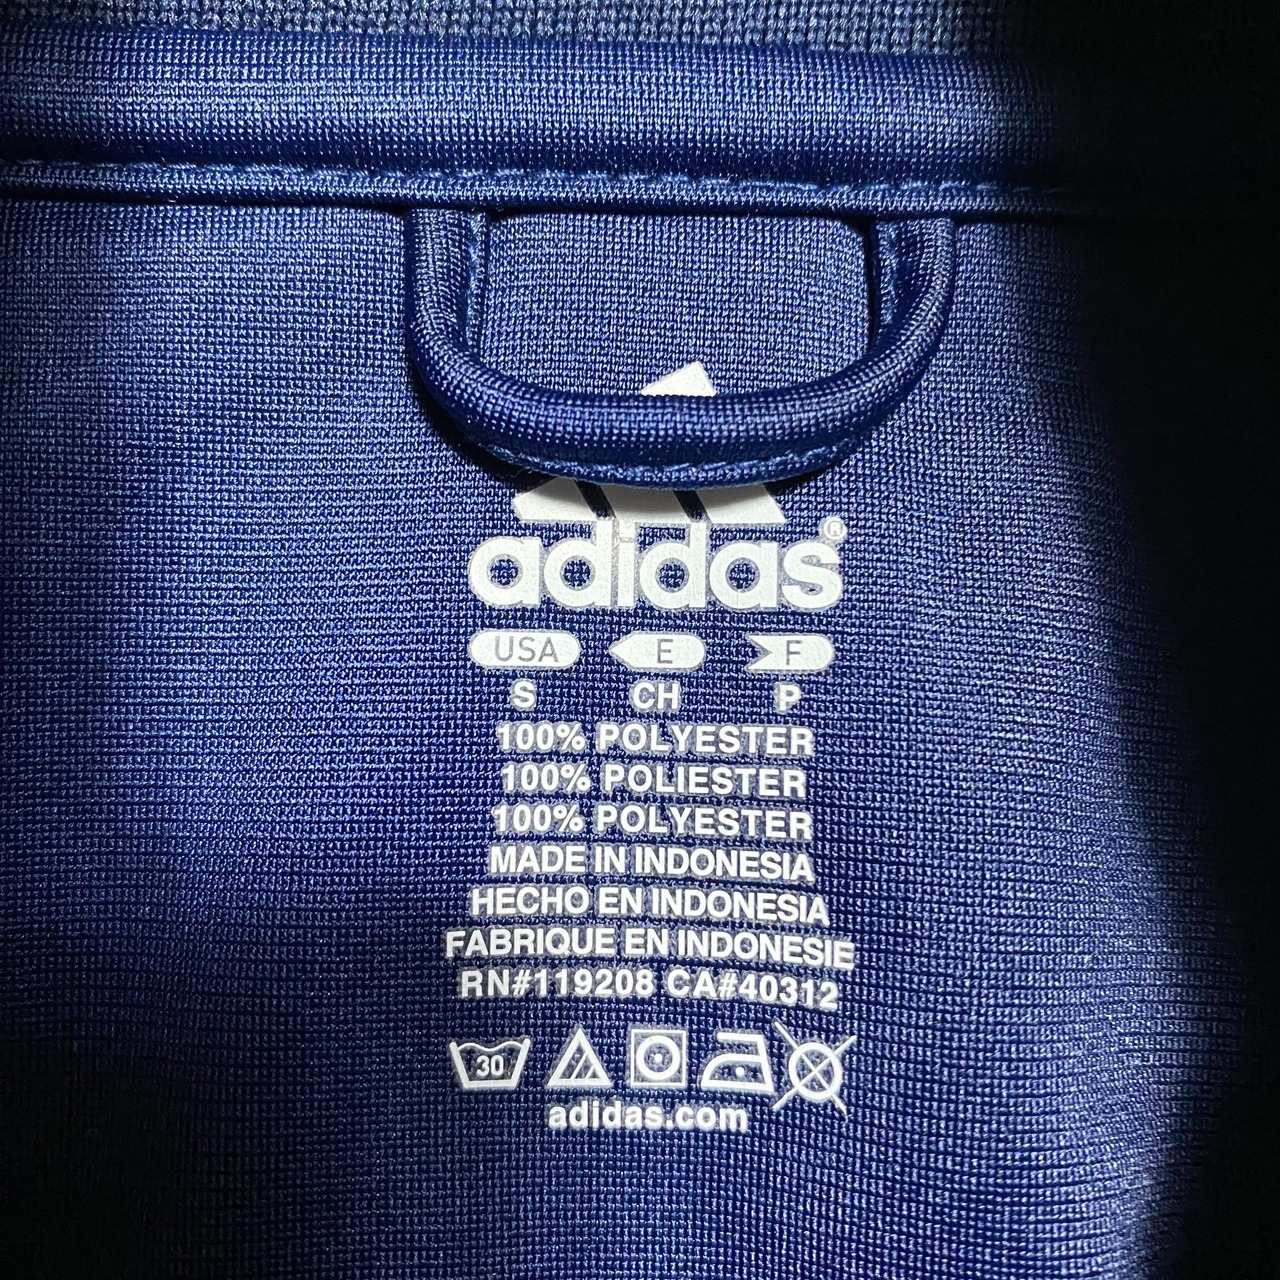 adidas®
USA E F
S CH P
100% POLYESTER
100% POLIESTER
100% POLYESTER
MADE IN INDONESIA
HECHO EN INDONESIA
FABRIQUE EN INDONESIE
RN#119208 CA#40312
30
adidas.com